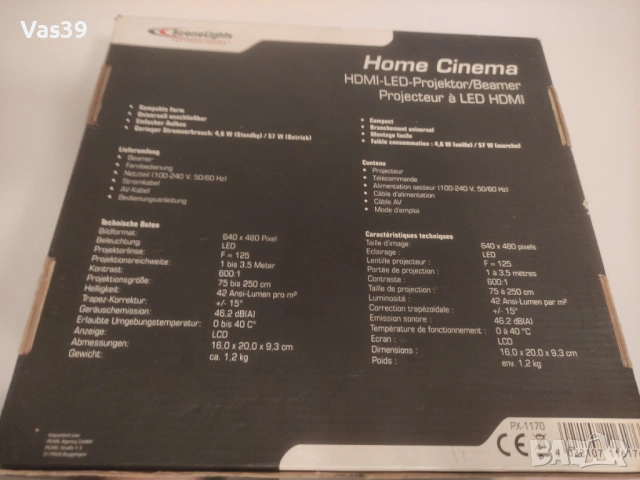 Vas39
SceneLights
Home Cinema
HDMI-LED-Projektor/Beamer
Projecteur à LED HDMI
Kompakte Form
Universell anschließbar
Einfacher Aufbau
Geringer Stromverbrauch: 4,6 W (Standby) / 57 W (Betrieb)
Lieferumfang
Beamer
Fernbedienung
Netzteil (100-240 V, 50/60 Hz)
Stromkabel
AV-Kabel
Bedienungsanleitung
Technische Daten
Bildformat: 640 x 480 Pixel
Beleuchtung: LED
Projektorlinse: F = 125
Projektionsreichweite: 1 bis 3,5 Meter
Kontrast: 600:1
Projektionsgröße: 75 bis 250 cm
Helligkeit: 42 Ansi-Lumen pro m²
Trapez-Korrektur: +/- 15°
Geräuschemission: 46,2 dB(A)
Erlaubte Umgebungstemperatur: 0 bis 40 C°
Anzeige: LCD
Abmessungen: 16,0 x 20,0 x 9,3 cm
Gewicht: ca. 1,2 kg
Compact
Branchement universel
Montage facile
Faible consommation : 4,6 W (veille) / 57 W (marche)
Contenu
Projecteur
Télécommande
Alimentation secteur (100-240 V, 50/60 Hz)
Câble d'alimentation
Câble AV
Mode d'emploi
Caractéristiques techniques
Taille d'image: 640 x 480 pixels
Eclairage : LED
Lentille projecteur : F = 125
Portée de projection : 1 à 3,5 mètres
Contraste : 600:1
Taille de projection : 75 à 250 cm
Luminosité : 42 Ansi-Lumen par m²
Correction trapézoïdale : +/- 15°
Emission sonore : 46,2 dB(A)
Température de fonctionnement : 0 à 40 °C
Ecran : LCD
Dimensions : 16,0 x 20,0 x 9,3 cm
Poids : env. 1,2 kg
PEARL Agency GmbH
PX-1170
CE